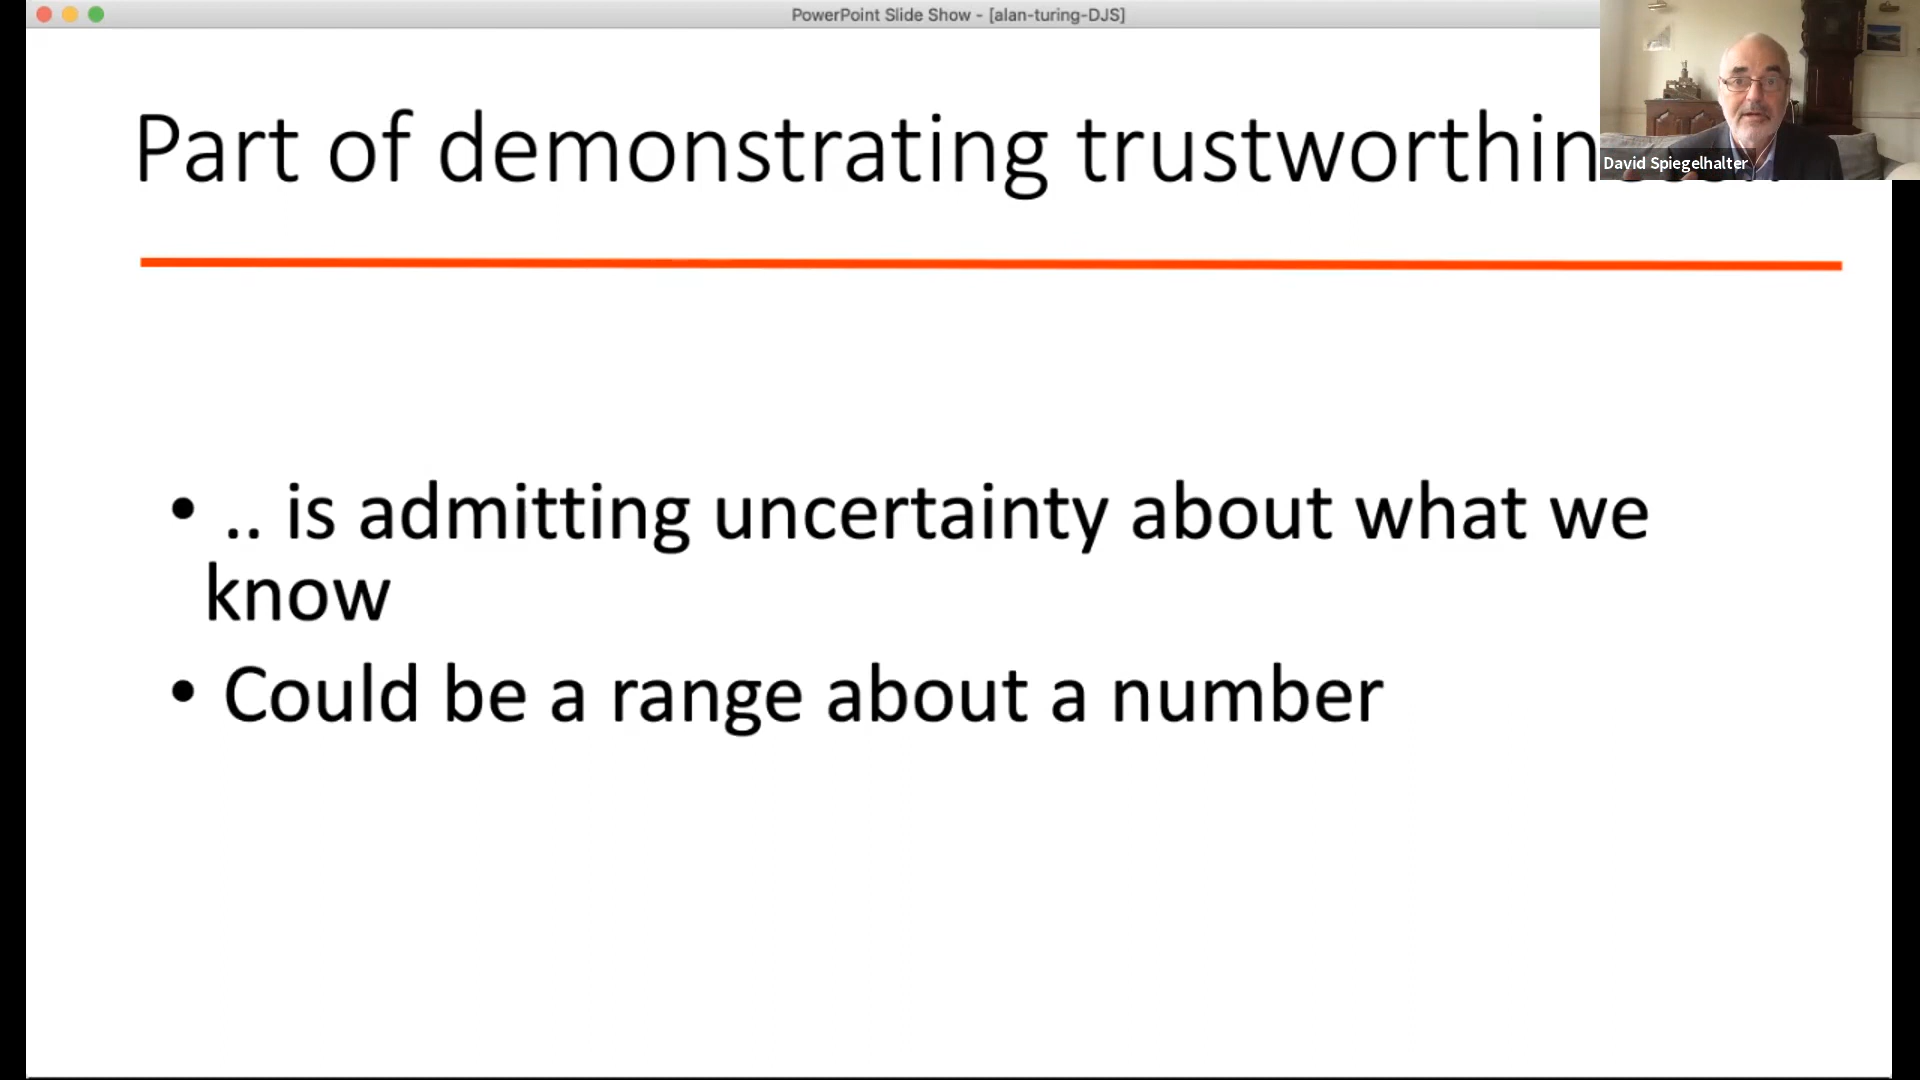 PowerPoint Slide Show - [alan-turing-DJS]
Part of demonstrating
David Spiegelhalter
• .. is admitting uncertainty about what we
know
• Could be a range about a number